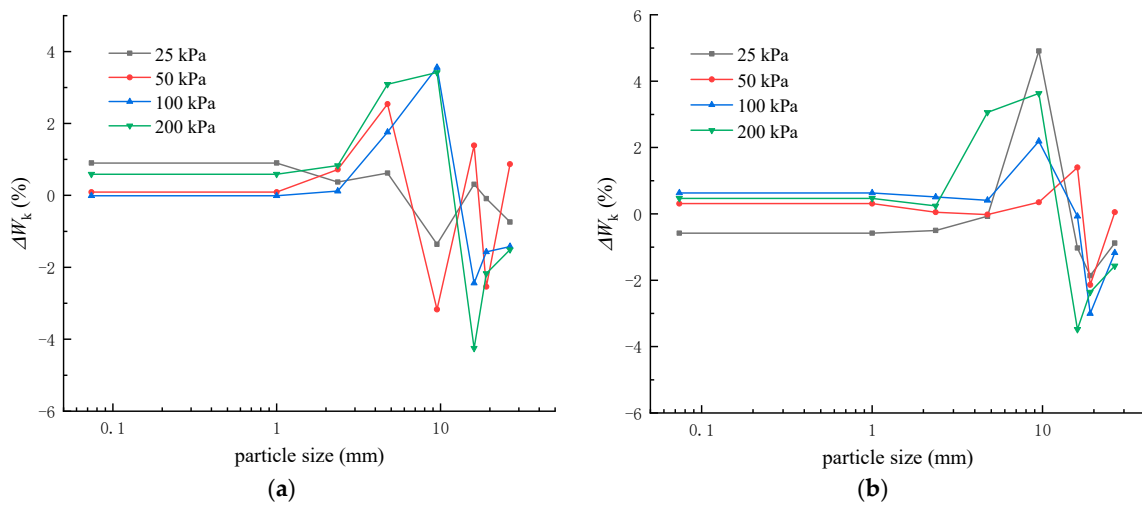 4
2
0
−2
−4
−6
ΔWk (%)
25 kPa
50 kPa
100 kPa
200 kPa
0.1 1 10
particle size (mm)
(a)
6
4
2
0
−2
−4
−6
ΔWk (%)
25 kPa
50 kPa
100 kPa
200 kPa
0.1 1 10
particle size (mm)
(b)